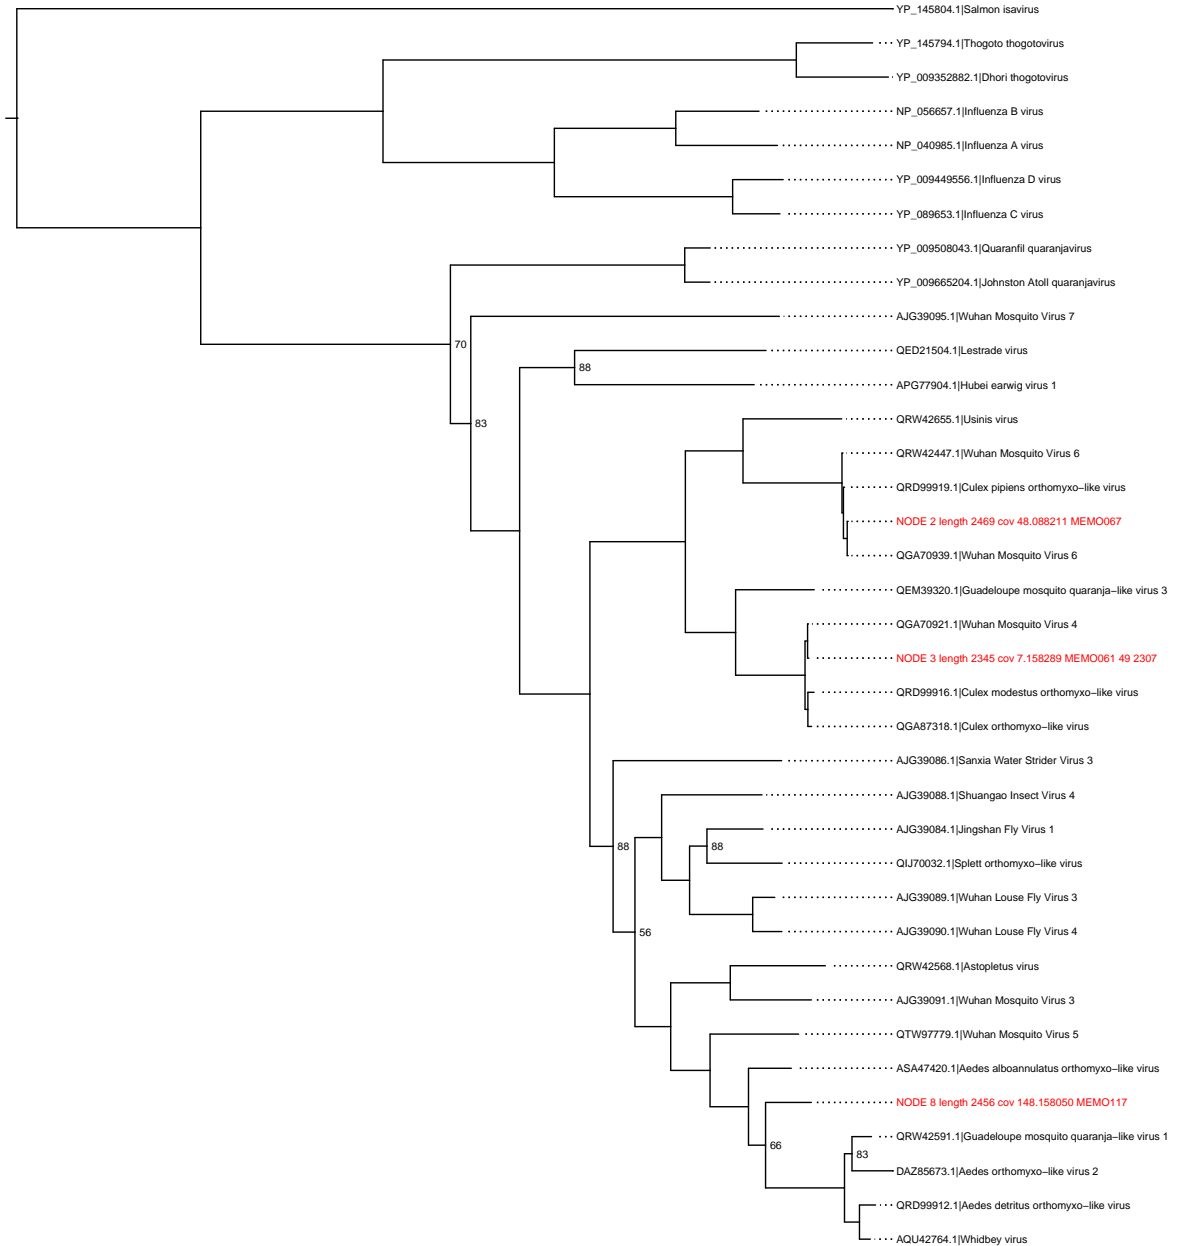 YP_145804.1|Salmon isavirus
YP_145794.1|Thogoto thogotovirus
YP_009352882.1|Dhori thogotovirus
NP_056657.1|Influenza B virus
NP_040985.1|Influenza A virus
YP_009449556.1|Influenza D virus
YP_089653.1|Influenza C virus
YP_009508043.1|Quaranfil quaranjavirus
YP_009665204.1|Johnston Atoll quaranjavirus
AJG39095.1|Wuhan Mosquito Virus 7
70
QED21504.1|Lestrade virus
88
APG77904.1|Hubei earwig virus 1
QRW42655.1|Usinis virus
83
QRW42447.1|Wuhan Mosquito Virus 6
QRD99919.1|Culex pipiens orthomyxo−like virus
NODE 2 length 2469 cov 48.088211 MEMO067
QGA70939.1|Wuhan Mosquito Virus 6
QEM39320.1|Guadeloupe mosquito quaranja−like virus 3
QGA70921.1|Wuhan Mosquito Virus 4
NODE 3 length 2345 cov 7.158289 MEMO061 49 2307
QRD99916.1|Culex modestus orthomyxo−like virus
QGA87318.1|Culex orthomyxo−like virus
AJG39086.1|Sanxia Water Strider Virus 3
AJG39088.1|Shuangao Insect Virus 4
AJG39084.1|Jingshan Fly Virus 1
88
88
QIJ70032.1|Splett orthomyxo−like virus
AJG39089.1|Wuhan Louse Fly Virus 3
AJG39090.1|Wuhan Louse Fly Virus 4
56
QRW42568.1|Astopletus virus
AJG39091.1|Wuhan Mosquito Virus 3
QTW97779.1|Wuhan Mosquito Virus 5
ASA47420.1|Aedes alboannulatus orthomyxo−like virus
NODE 8 length 2456 cov 148.158050 MEMO117
QRW42591.1|Guadeloupe mosquito quaranja−like virus 1
66
83
DAZ85673.1|Aedes orthomyxo−like virus 2
QRD99912.1|Aedes detritus orthomyxo−like virus
AQU42764.1|Whidbey virus